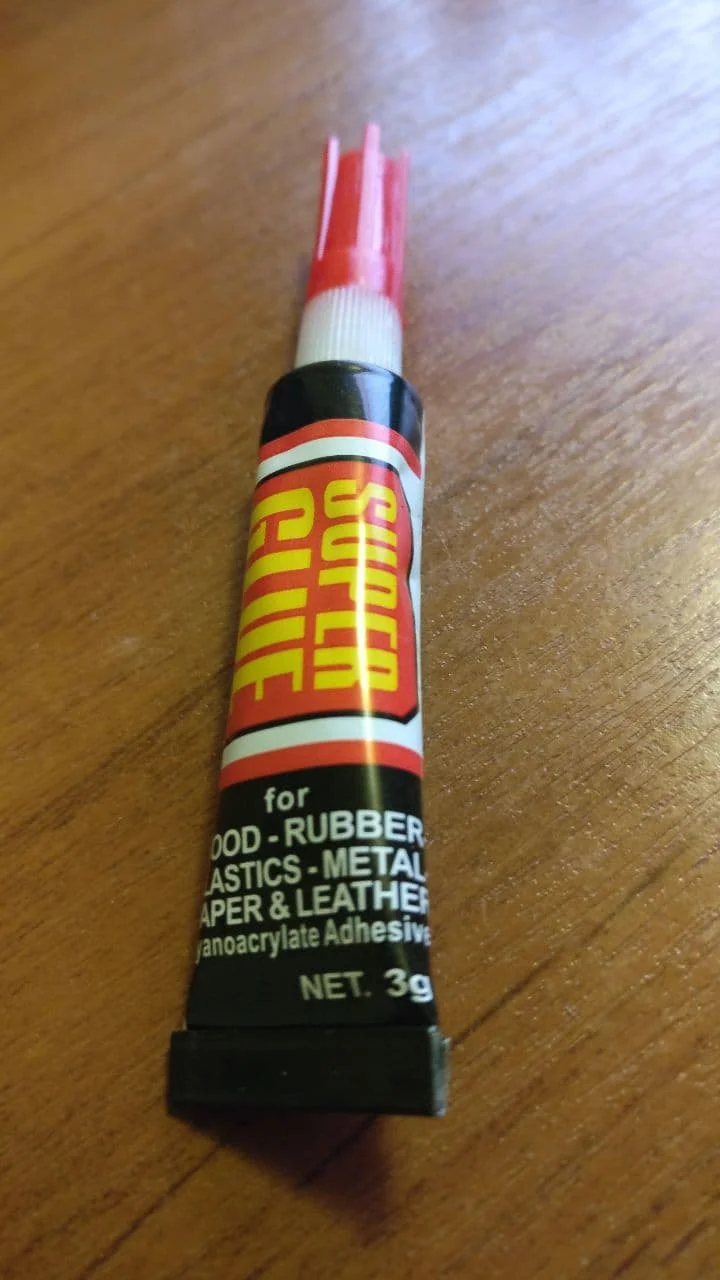 SUPER
GLUE
for
OOD - RUBBER
LASTICS - METAL
APER & LEATHER
yanoacrylate Adhesive
NET. 3g